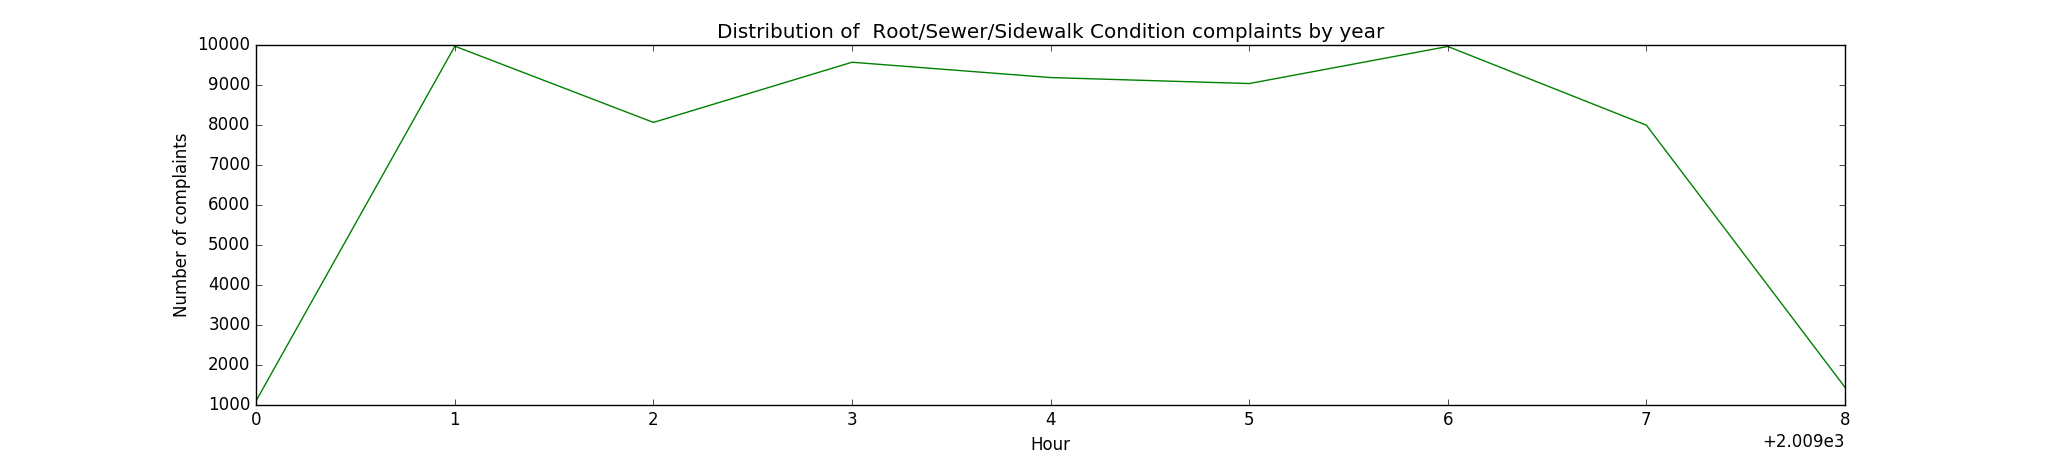 Distribution of  Root/Sewer/Sidewalk Condition complaints by year
10000
9000
8000
7000
6000
5000
4000
3000
2000
1000
Number of complaints
0 1 2 3 4 5 6 7 8
Hour
+2.009e3